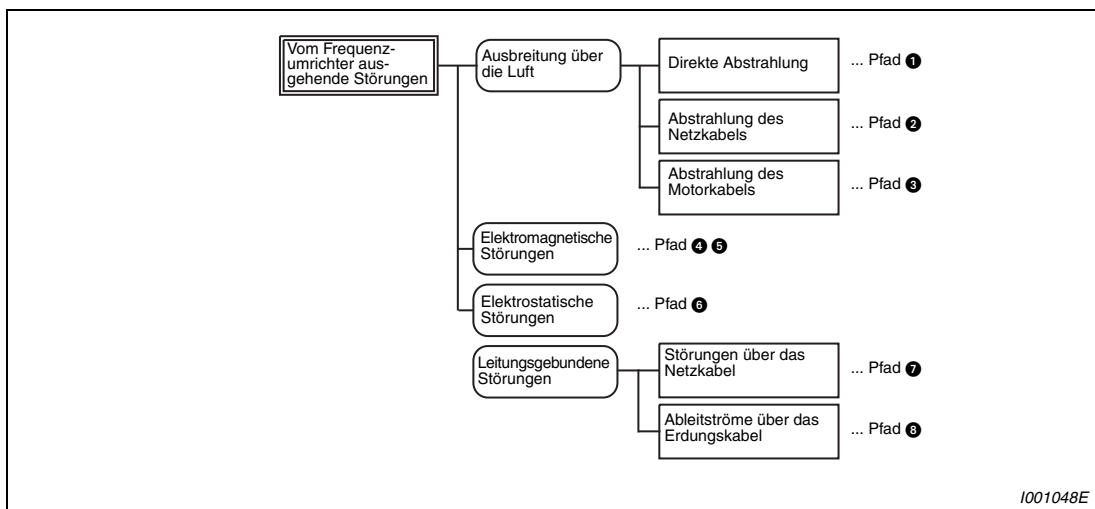 Vom Frequenz-
umrichter aus-
gehende Störungen
Ausbreitung über
die Luft
Direkte Abstrahlung
... Pfad ❶
Abstrahlung des
Netzkabels
... Pfad ❷
Abstrahlung des
Motorkabels
... Pfad ❸
Elektromagnetische
Störungen
... Pfad ❹ ❺
Elektrostatische
Störungen
... Pfad ❻
Leitungsgebundene
Störungen
Störungen über das
Netzkabel
... Pfad ❼
Ableitströme über das
Erdungskabel
... Pfad ❽
I001048E